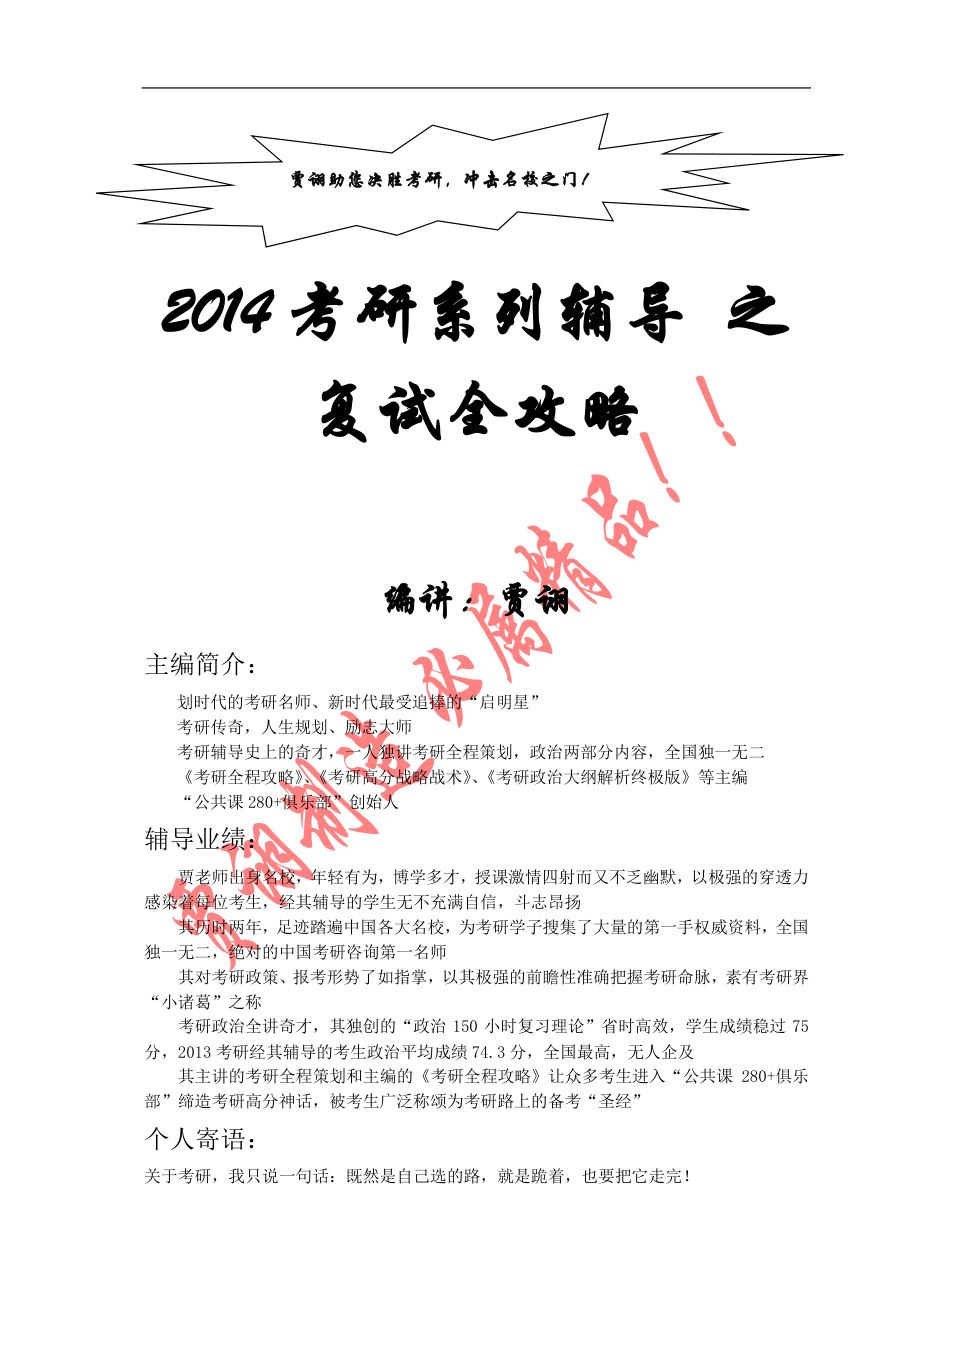 贾诩助您决胜考研，冲击名校之门！
2014 考研系列辅导 之
复试全攻略
编讲：贾诩
贾诩制造 必属精品！！
主编简介：
划时代的考研名师、新时代最受追捧的“启明星”
考研传奇，人生规划、励志大师
考研辅导史上的奇才，一人独讲考研全程策划，政治两部分内容，全国独一无二
《考研全程攻略》、《考研高分战略战术》、《考研政治大纲解析终极版》等主编
“公共课 280+俱乐部”创始人
辅导业绩：
贾老师出身名校，年轻有为，博学多才，授课激情四射而又不乏幽默，以极强的穿透力
感染着每位考生，经其辅导的学生无不充满自信，斗志昂扬
其历时两年，足迹踏遍中国各大名校，为考研学子搜集了大量的第一手权威资料，全国
独一无二，绝对的中国考研咨询第一名师
其对考研政策、报考形势了如指掌，以其极强的前瞻性准确把握考研命脉，素有考研界
“小诸葛”之称
考研政治全讲奇才，其独创的“政治 150 小时复习理论”省时高效，学生成绩稳过 75
分，2013 考研经其辅导的考生政治平均成绩 74.3 分，全国最高，无人企及
其主讲的考研全程策划和主编的《考研全程攻略》让众多考生进入“公共课 280+俱乐
部”缔造考研高分神话，被考生广泛称颂为考研路上的备考“圣经”
个人寄语：
关于考研，我只说一句话：既然是自己选的路，就是跪着，也要把它走完！